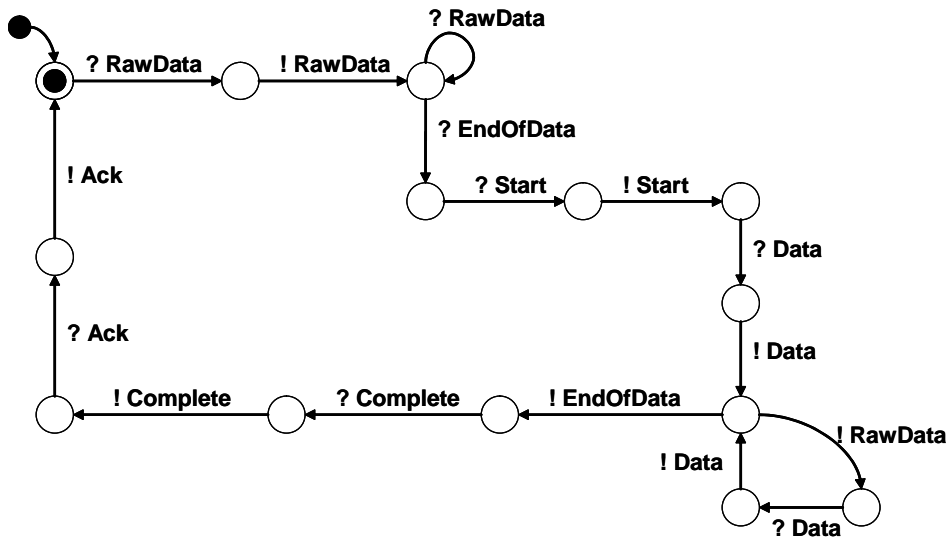 ? RawData
? RawData
! RawData
? EndOfData
! Ack
? Start
! Start
? Data
? Ack
! Data
! Complete
? Complete
! EndOfData
! RawData
! Data
? Data